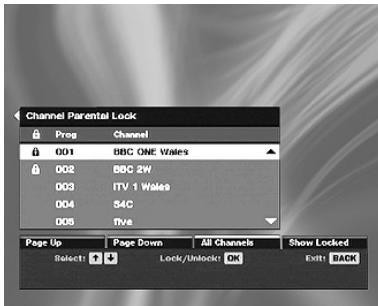 Channel Parental Lock
Prog Channel
001 BBC ONE Wales
002 BBC 2W
003 ITV 1 Wales
004 S4C
005 five
Page Up Page Down All Channels Show Locked
Select: Lock/Unlock: OK Exit: BACK